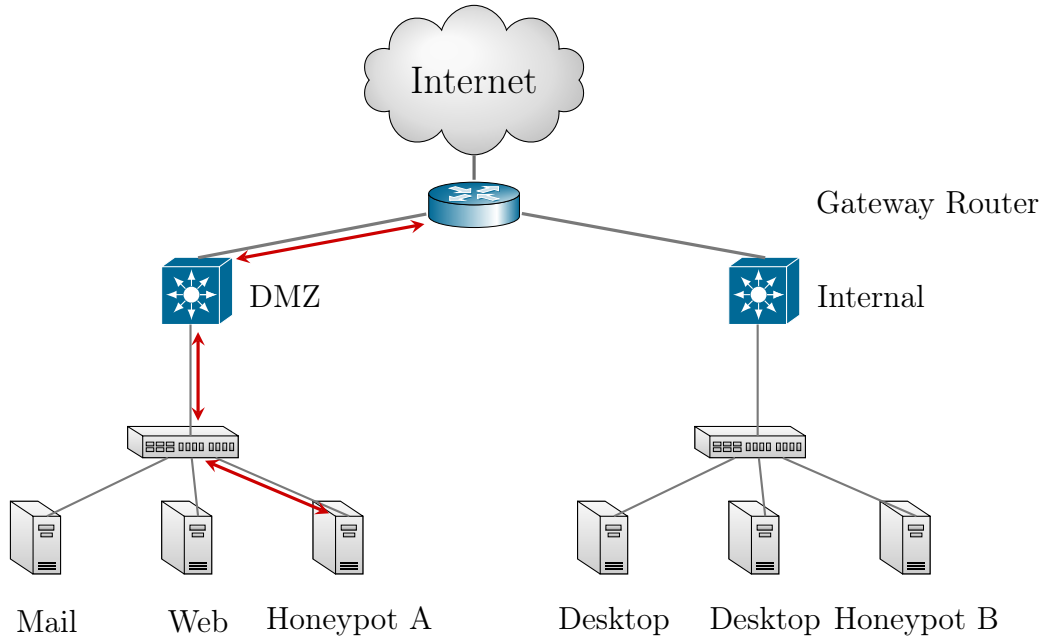 Internet
Gateway Router
DMZ
Internal
Mail
Web
Honeypot A
Desktop
Desktop
Honeypot B